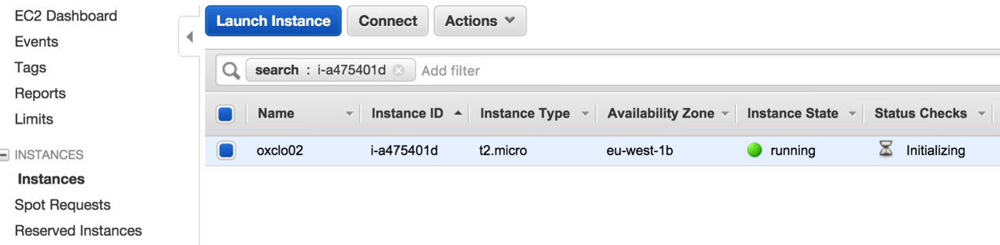 EC2 Dashboard
Events
Tags
Reports
Limits
INSTANCES
Instances
Spot Requests
Reserved Instances
Launch Instance Connect Actions
search : i-a475401d Add filter
Name Instance ID Instance Type Availability Zone Instance State Status Checks
oxclo02 i-a475401d t2.micro eu-west-1b running Initializing